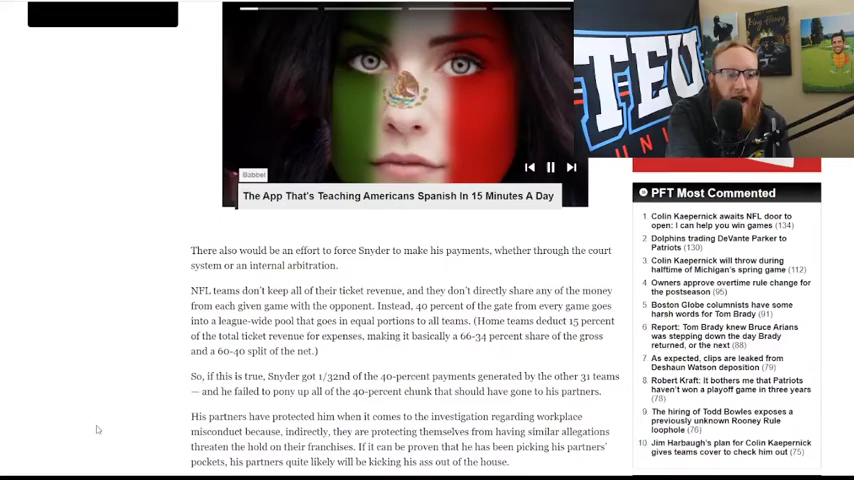 TEU
UNI
King Henry
Babbel
The App That's Teaching Americans Spanish In 15 Minutes A Day
There also would be an effort to force Snyder to make his payments, whether through the court
system or an internal arbitration.
NFL teams don't keep all of their ticket revenue, and they don't directly share any of the money
from each given game with the opponent. Instead, 40 percent of the gate from every game goes
into a league-wide pool that goes in equal portions to all teams. (Home teams deduct 15 percent
of the total ticket revenue for expenses, making it basically a 66-34 percent share of the gross
and a 60-40 split of the net.)
So, if this is true, Snyder got 1/32nd of the 40-percent payments generated by the other 31 teams
— and he failed to pony up all of the 40-percent chunk that should have gone to his partners.
His partners have protected him when it comes to the investigation regarding workplace
misconduct because, indirectly, they are protecting themselves from having similar allegations
threaten the hold on their franchises. If it can be proven that he has been picking his partners'
pockets, his partners quite likely will be kicking his ass out of the house.
PFT Most Commented
1 Colin Kaepernick awaits NFL door to
open: I can help you win games (134)
2 Dolphins trading DeVante Parker to
Patriots (130)
3 Colin Kaepernick will throw during
halftime of Michigan's spring game (112)
4 Owners approve overtime rule change for
the postseason (95)
5 Boston Globe columnists have some
harsh words for Tom Brady (91)
6 Report: Tom Brady knew Bruce Arians
was stepping down the day Brady
returned, or the next (88)
7 As expected, clips are leaked from
Deshaun Watson deposition (79)
8 Robert Kraft: It bothers me that Patriots
haven't won a playoff game in three years
(78)
9 The hiring of Todd Bowles exposes a
previously unknown Rooney Rule
loophole (76)
10 Jim Harbaugh's plan for Colin Kaepernick
gives teams cover to check him out (75)